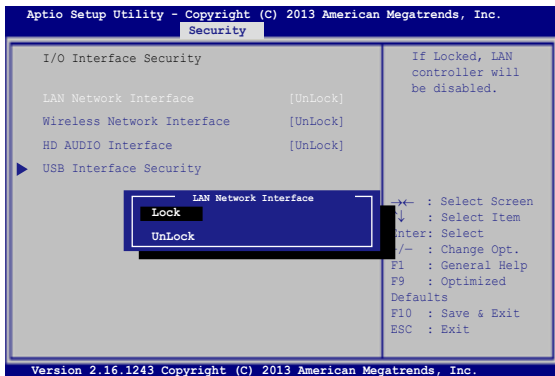 Aptio Setup Utility - Copyright (C) 2013 American Megatrends, Inc.
Security
I/O Interface Security
LAN Network Interface [UnLock]
Wireless Network Interface [UnLock]
HD AUDIO Interface [UnLock]
USB Interface Security
LAN Network Interface
Lock
UnLock
If Locked, LAN
controller will
be disabled.
→← : Select Screen
↑↓ : Select Item
Enter: Select
+/— : Change Opt.
F1 : General Help
F9 : Optimized
Defaults
F10 : Save & Exit
ESC : Exit
Version 2.16.1243 Copyright (C) 2013 American Megatrends, Inc.